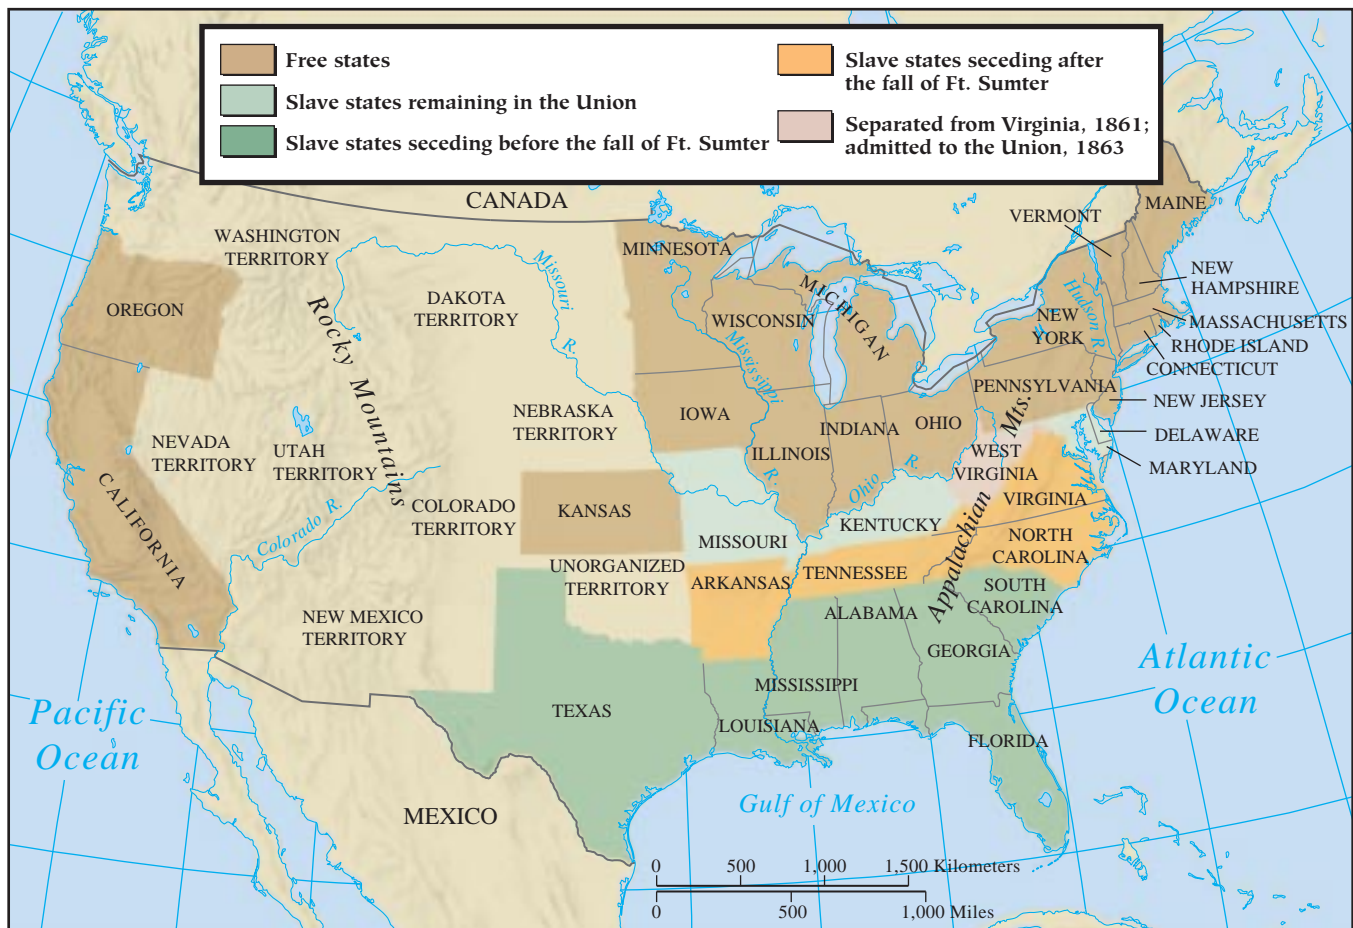 Free states
Slave states remaining in the Union
Slave states seceding before the fall of Ft. Sumter
Slave states seceding after
the fall of Ft. Sumter
Separated from Virginia, 1861;
admitted to the Union, 1863
CANADA
WASHINGTON
TERRITORY
OREGON
Rocky Mountains
DAKOTA
TERRITORY
Missouri
R.
MINNESOTA
WISCONSIN
MICHIGAN
Mississippi
R.
VERMONT
MAINE
NEW
HAMPSHIRE
Hudson R.
NEW
YORK
MASSACHUSETTS
RHODE ISLAND
CONNECTICUT
PENNSYLVANIA
NEW JERSEY
DELAWARE
MARYLAND
NEVADA
TERRITORY
UTAH
TERRITORY
CALIFORNIA
Colorado R.
COLORADO
TERRITORY
NEBRASKA
TERRITORY
IOWA
ILLINOIS
INDIANA
OHIO
Ohio R.
WEST
VIRGINIA
Appalachian Mts.
VIRGINIA
KANSAS
MISSOURI
KENTUCKY
NORTH
CAROLINA
UNORGANIZED
TERRITORY
ARKANSAS
TENNESSEE
SOUTH
CAROLINA
NEW MEXICO
TERRITORY
ALABAMA
GEORGIA
MISSISSIPPI
TEXAS
LOUISIANA
FLORIDA
Pacific
Ocean
Atlantic
Ocean
MEXICO
Gulf of Mexico
0 500 1,000 1,500 Kilometers
0 500 1,000 Miles